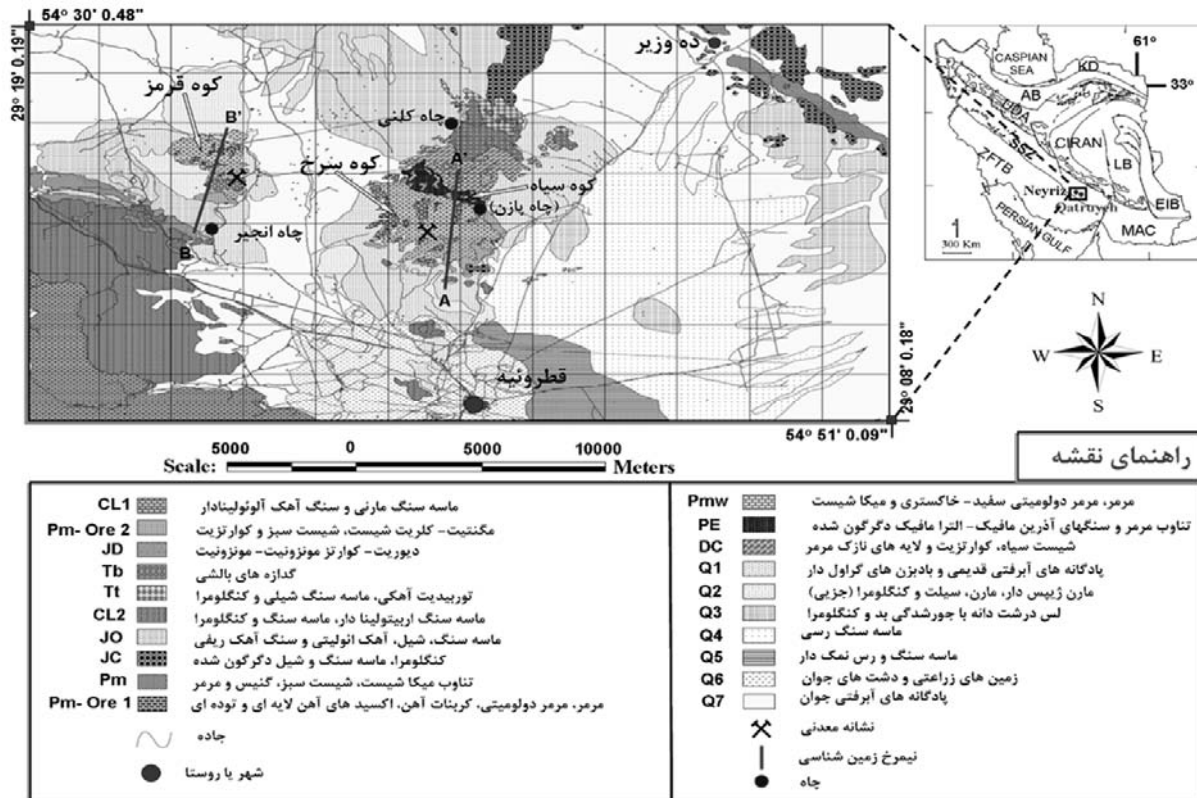 54° 30' 0.48"
29° 19' 0.19"
ده وزیر
کوه قرمز
B'
چاه کلنی
A'
کوه سرخ
کوه سیاه
(چاه پازن)
چاه انجیر
B
A
قطروئیه
29° 08' 0.18"
54° 51' 0.09"
CASPIAN SEA
61°
KD
33°
AB
UDA
SSZ
CIRAN
LB
ZFTB
Neyriz
Qatruyeh
EIB
PERSIAN GULF
MAC
300 Km
N
W E
S
Scale: 5000 0 5000 10000 Meters
راهنمای نقشه
CL1 ماسه سنگ مارنی و سنگ آهک آلوئولینادار
Pm- Ore 2 مگنتیت- کلریت شیست، شیست سبز و کوارتزیت
JD دیوریت- کوارتز مونزونیت- مونزونیت
Tb گدازه های بالشی
Tt توربیدیت آهکی، ماسه سنگ شیلی و کنگلومرا
CL2 ماسه سنگ اربیتولینا دار، ماسه سنگ و کنگلومرا
JO ماسه سنگ، شیل، آهک ائولیتی و سنگ آهک ریفی
JC کنگلومرا، ماسه سنگ و شیل دگرگون شده
Pm تناوب میکا شیست، شیست سبز، گنیس و مرمر
Pm- Ore 1 مرمر، مرمر دولومیتی، کربنات آهن، اکسید های آهن لایه ای و توده ای
جاده
شهر یا روستا
Pmw مرمر، مرمر دولومیتی سفید- خاکستری و میکا شیست
PE تناوب مرمر و سنگهای آذرین مافیک- الترا مافیک دگرگون شده
DC شیست سیاه، کوارتزیت و لایه های نازک مرمر
Q1 پادگانه های آبرفتی قدیمی و بادبزن های گراول دار
Q2 مارن ژیپس دار، مارن، سیلت و کنگلومرا (جزیی)
Q3 لس درشت دانه با جورشدگی بد و کنگلومرا
Q4 ماسه سنگ رسی
Q5 ماسه سنگ و رس نمک دار
Q6 زمین های زراعتی و دشت های جوان
Q7 پادگانه های آبرفتی جوان
نشانه معدنی
نیمرخ زمین شناسی
چاه